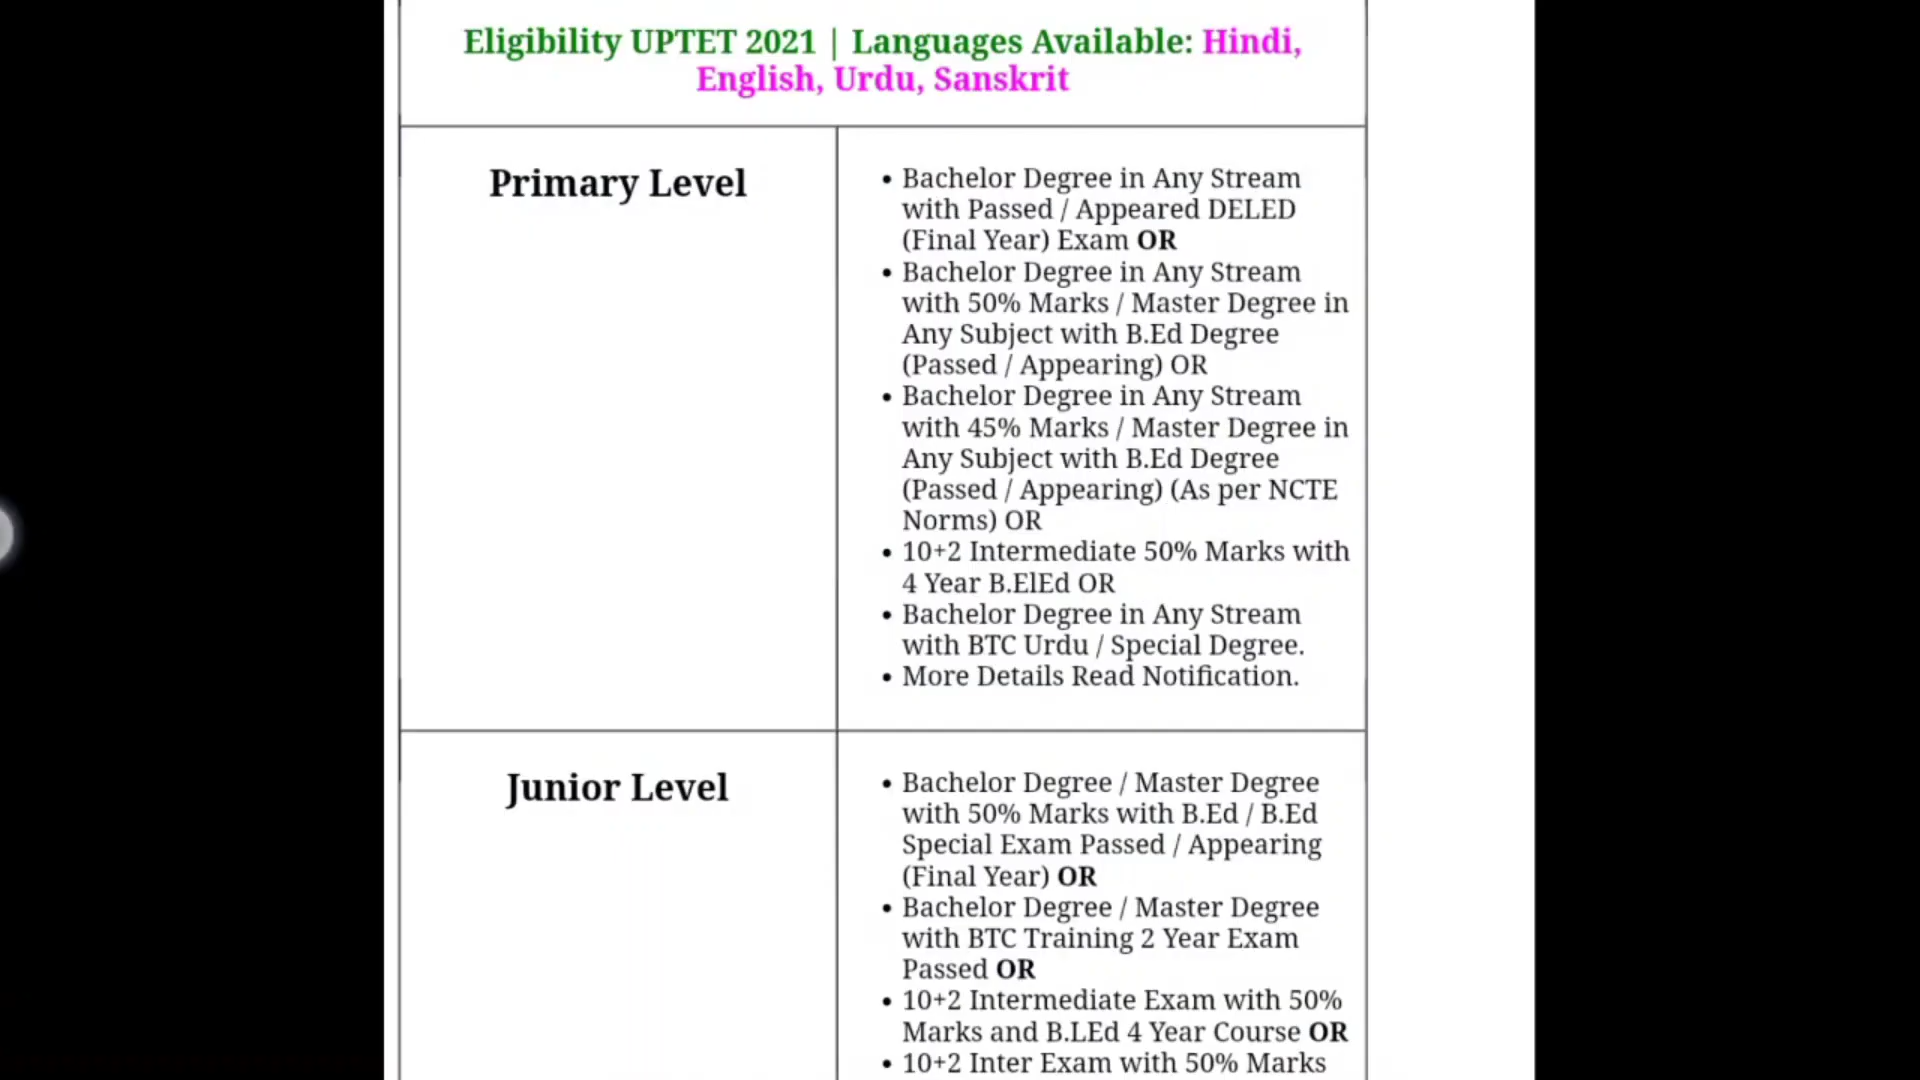 Eligibility UPTET 2021 | Languages Available: Hindi,
English, Urdu, Sanskrit
Primary Level
• Bachelor Degree in Any Stream
with Passed / Appeared DELED
(Final Year) Exam OR
• Bachelor Degree in Any Stream
with 50% Marks / Master Degree in
Any Subject with B.Ed Degree
(Passed / Appearing) OR
• Bachelor Degree in Any Stream
with 45% Marks / Master Degree in
Any Subject with B.Ed Degree
(Passed / Appearing) (As per NCTE
Norms) OR
• 10+2 Intermediate 50% Marks with
4 Year B.ElEd OR
• Bachelor Degree in Any Stream
with BTC Urdu / Special Degree.
• More Details Read Notification.
Junior Level
• Bachelor Degree / Master Degree
with 50% Marks with B.Ed / B.Ed
Special Exam Passed / Appearing
(Final Year) OR
• Bachelor Degree / Master Degree
with BTC Training 2 Year Exam
Passed OR
• 10+2 Intermediate Exam with 50%
Marks and B.LEd 4 Year Course OR
• 10+2 Inter Exam with 50% Marks